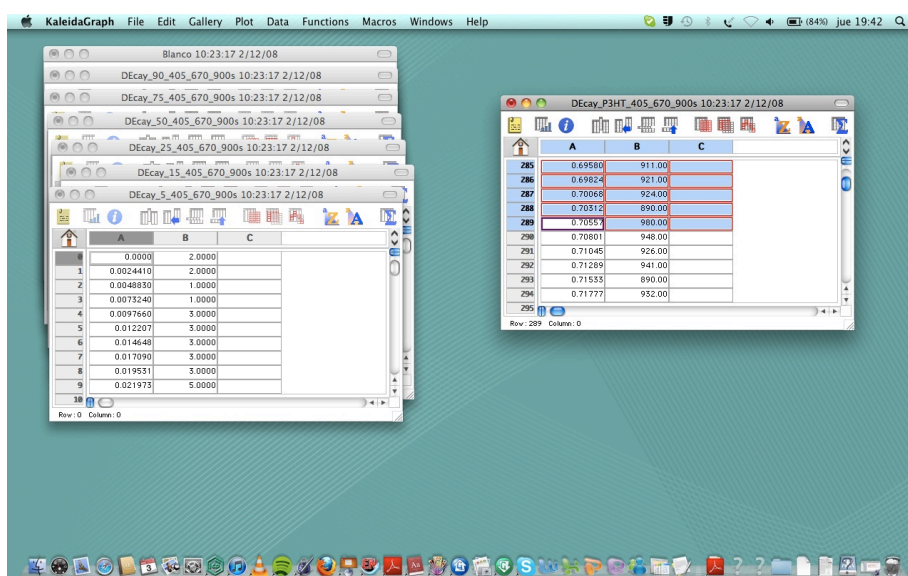 KaleidaGraph File Edit Gallery Plot Data Functions Macros Windows Help (84%) jue 19:42
Blanco 10:23:17 2/12/08
DEcay_90_405_670_900s 10:23:17 2/12/08
DEcay_75_405_670_900s 10:23:17 2/12/08
DEcay_50_405_670_900s 10:23:17 2/12/08
DEcay_25_405_670_900s 10:23:17 2/12/08
DEcay_15_405_670_900s 10:23:17 2/12/08
DEcay_5_405_670_900s 10:23:17 2/12/08
A B C
0 0.0000 2.0000
1 0.0024410 2.0000
2 0.0048830 1.0000
3 0.0073240 1.0000
4 0.0097660 3.0000
5 0.012207 3.0000
6 0.014648 3.0000
7 0.017090 3.0000
8 0.019531 3.0000
9 0.021973 5.0000
10
Row: 0 Column: 0
DEcay_P3HT_405_670_900s 10:23:17 2/12/08
A B C
285 0.69580 911.00
286 0.69824 921.00
287 0.70068 924.00
288 0.70312 890.00
289 0.70557 980.00
290 0.70801 948.00
291 0.71045 926.00
292 0.71289 941.00
293 0.71533 890.00
294 0.71777 932.00
295
Row: 289 Column: 0